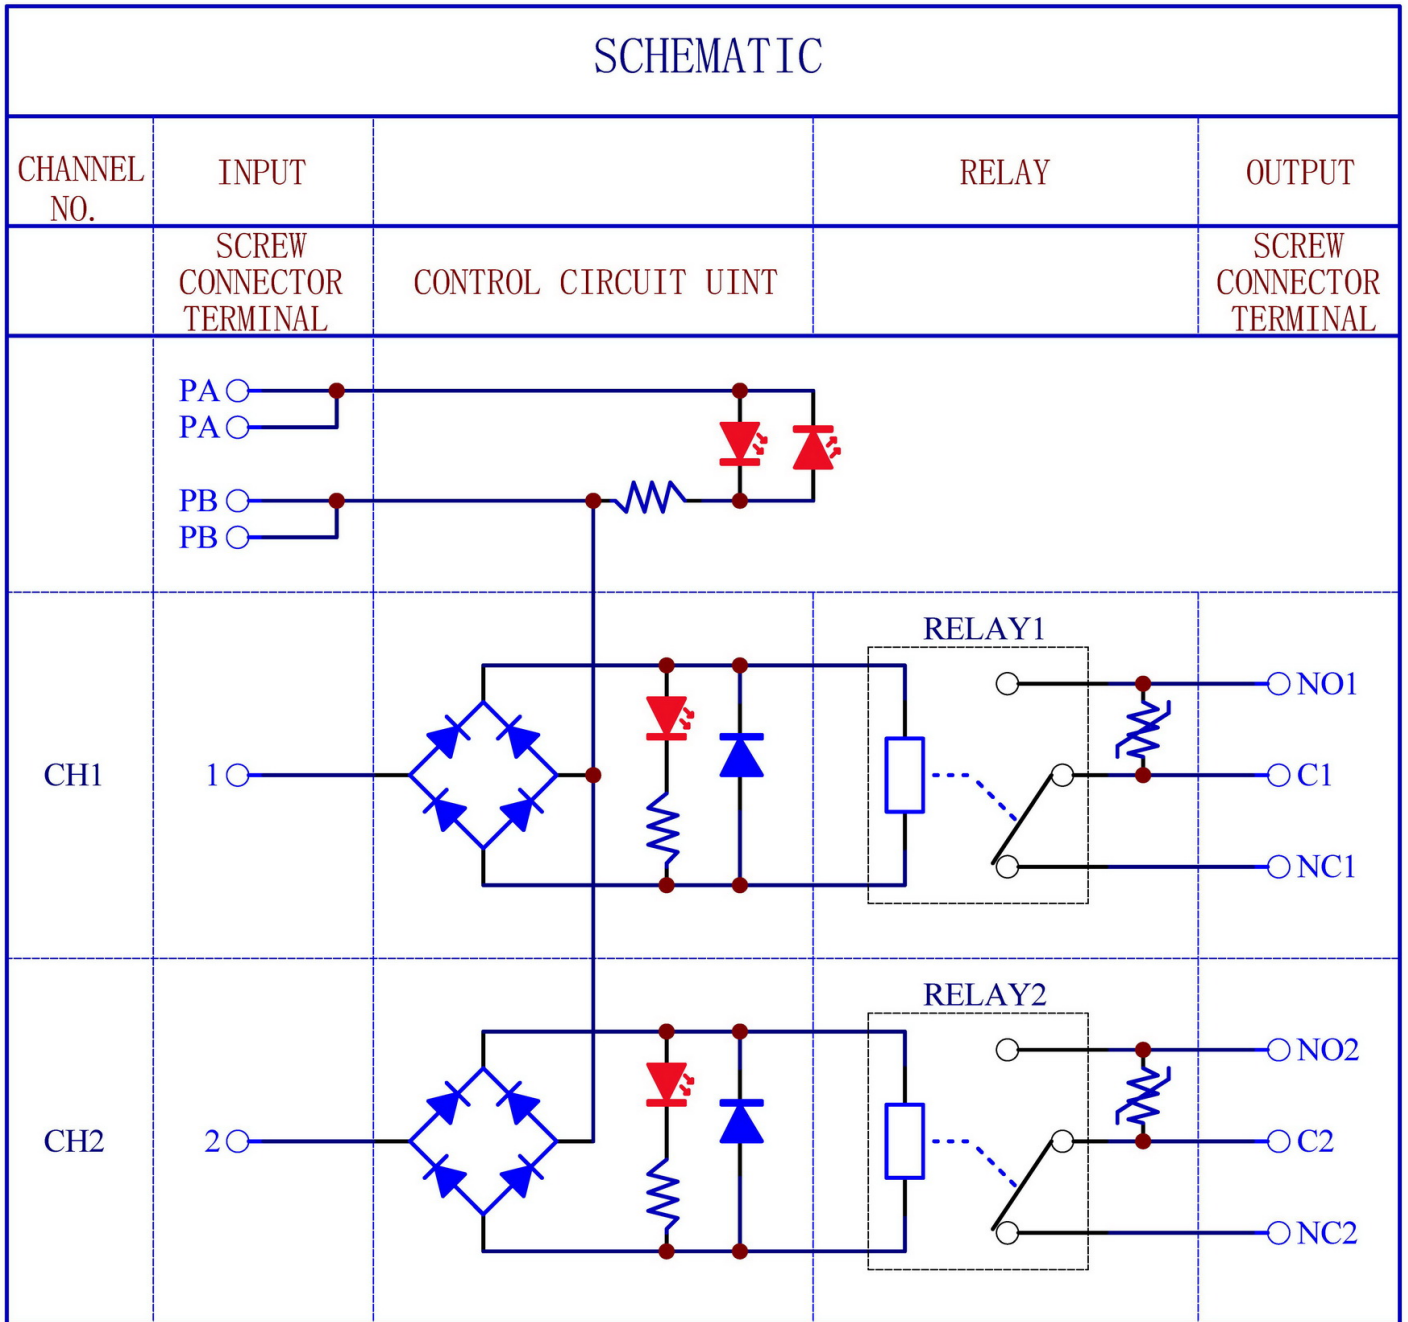 SCHEMATIC
CHANNEL
NO.
INPUT
RELAY
OUTPUT
SCREW
CONNECTOR
TERMINAL
CONTROL CIRCUIT UINT
SCREW
CONNECTOR
TERMINAL
PA
PA
PB
PB
RELAY1
NO1
CH1
1
C1
NC1
RELAY2
NO2
CH2
2
C2
NC2